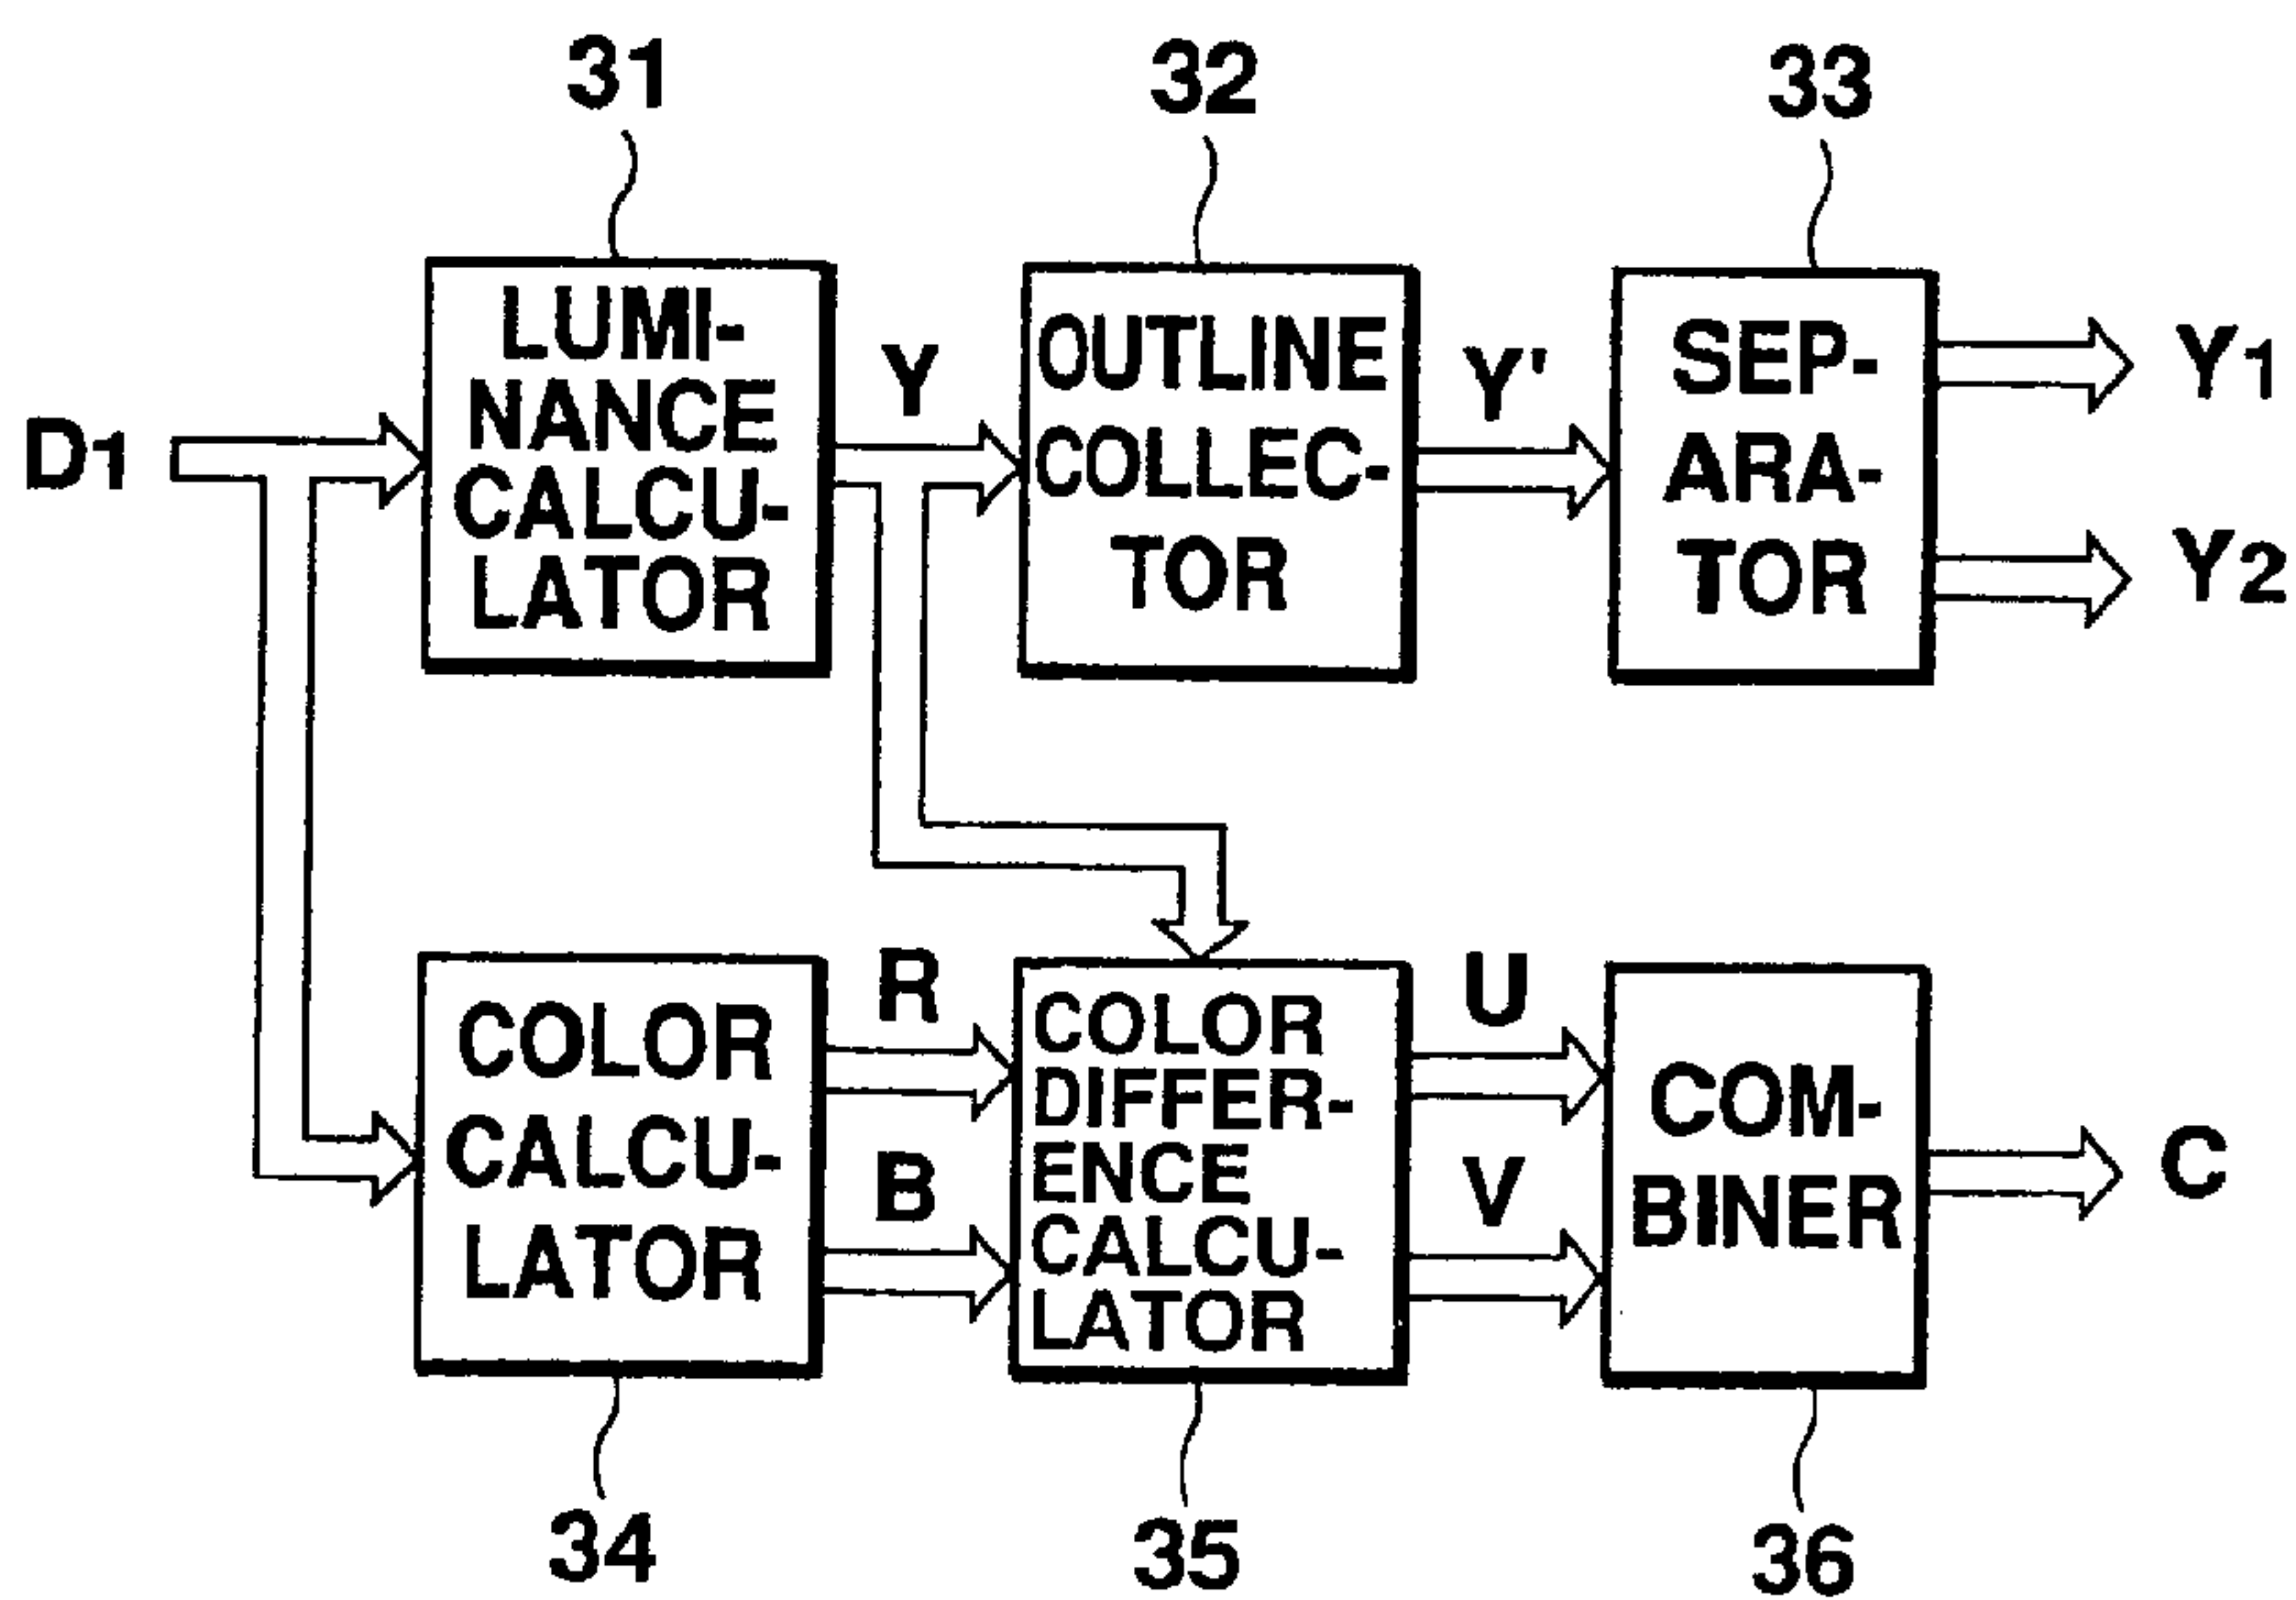 31
32
33
LUMI-
NANCE
CALCU-
LATOR
OUTLINE
COLLEC-
TOR
SEP-
ARA-
TOR
D1
Y
Y'
Y1
Y2
COLOR
CALCU-
LATOR
R
B
COLOR
DIFFER-
ENCE
CALCU-
LATOR
U
V
COM-
BINER
C
34
35
36